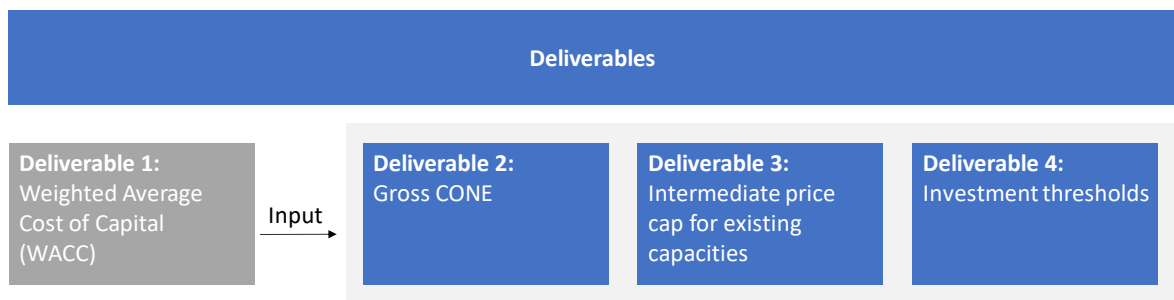 Deliverables
Deliverable 1:
Weighted Average
Cost of Capital
(WACC)
Input
Deliverable 2:
Gross CONE
Deliverable 3:
Intermediate price
cap for existing
capacities
Deliverable 4:
Investment thresholds